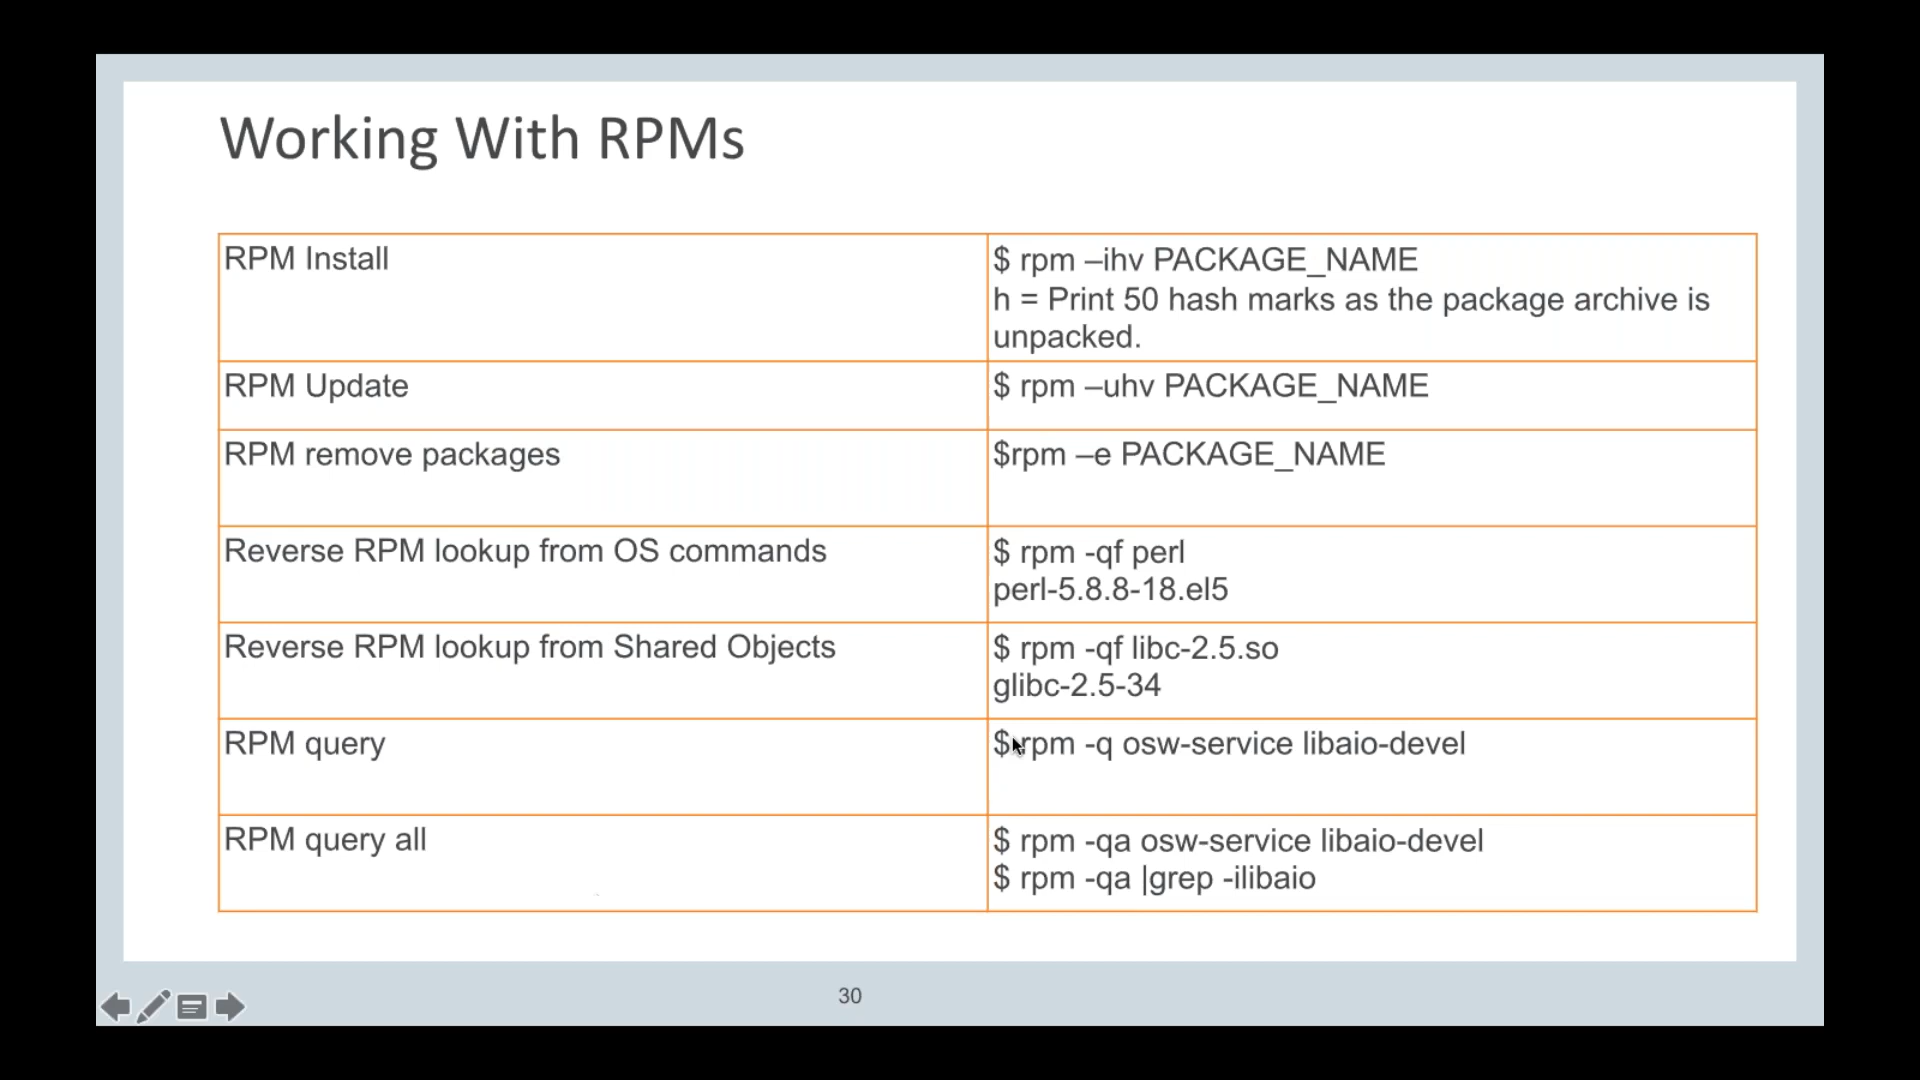 Working With RPMs
RPM Install
$ rpm –ihv PACKAGE_NAME
h = Print 50 hash marks as the package archive is
unpacked.
RPM Update
$ rpm –uhv PACKAGE_NAME
RPM remove packages
$rpm –e PACKAGE_NAME
Reverse RPM lookup from OS commands
$ rpm -qf perl
perl-5.8.8-18.el5
Reverse RPM lookup from Shared Objects
$ rpm -qf libc-2.5.so
glibc-2.5-34
RPM query
$ rpm -q osw-service libaio-devel
RPM query all
$ rpm -qa osw-service libaio-devel
$ rpm -qa |grep -ilibaio
30